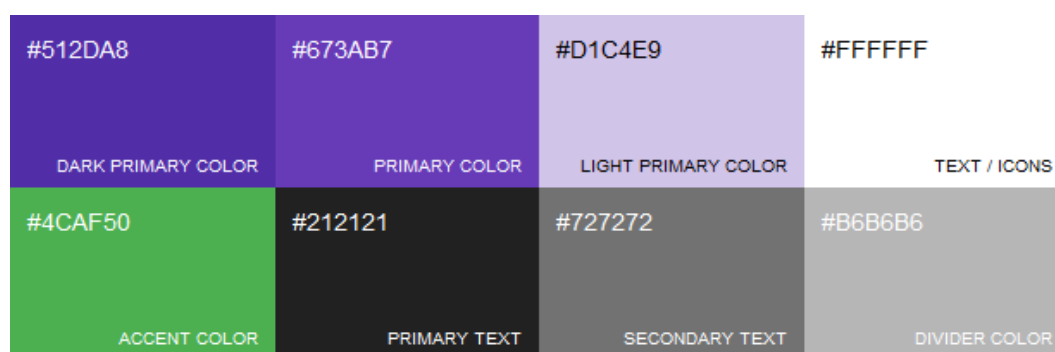 #512DA8
DARK PRIMARY COLOR
#673AB7
PRIMARY COLOR
#D1C4E9
LIGHT PRIMARY COLOR
#FFFFFF
TEXT / ICONS
#4CAF50
ACCENT COLOR
#212121
PRIMARY TEXT
#727272
SECONDARY TEXT
#B6B6B6
DIVIDER COLOR